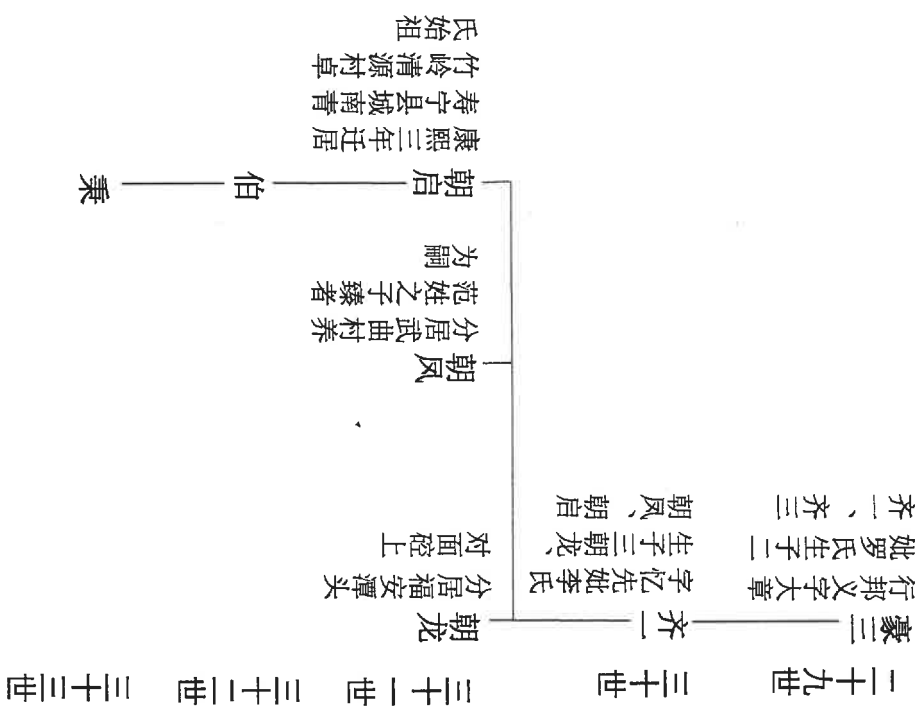 二十九世
三十世
三十一世
三十二世
三十三世
豪三
行邦义字大章
妣罗氏生子二
齐一、齐三
齐一
字忆先妣李氏
生子三朝龙、
朝凤、朝启
朝龙
分居福安潭头
对面硿上
朝凤
分居武曲村养
范姓之子臻者
为嗣
朝启
康熙三年迁居
寿宁县城南青
竹岭清源村卓
氏始祖
伯
秉